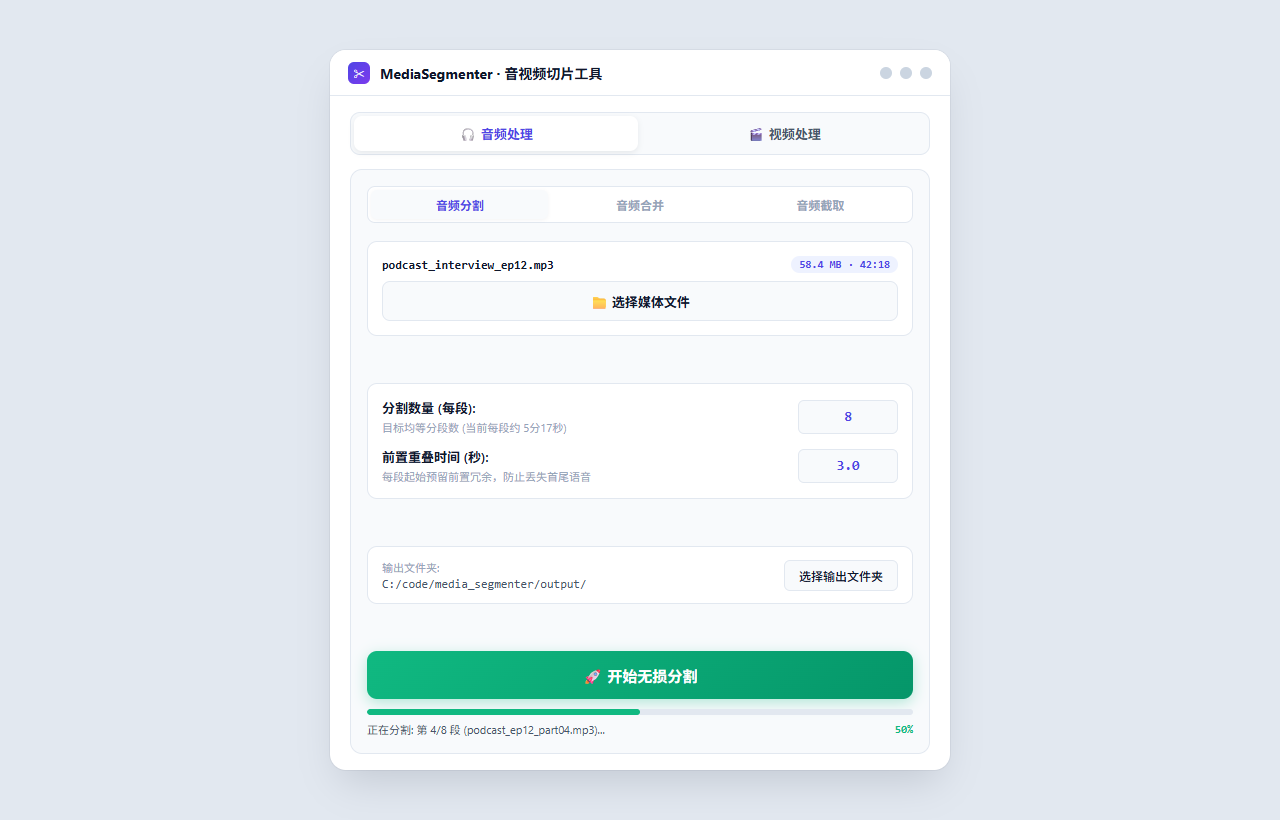 MediaSegmenter · 音视频切片工具
🎧 音频处理
🎬 视频处理
音频分割
音频合并
音频截取
podcast_interview_ep12.mp3
58.4 MB · 42:18
📁 选择媒体文件
分割数量 (每段):
目标均等分段数 (当前每段约 5分17秒)
8
前置重叠时间 (秒):
每段起始预留前置冗余，防止丢失首尾语音
3.0
输出文件夹:
C:/code/media_segmenter/output/
选择输出文件夹
🚀 开始无损分割
正在分割: 第 4/8 段 (podcast_ep12_part04.mp3)...
50%